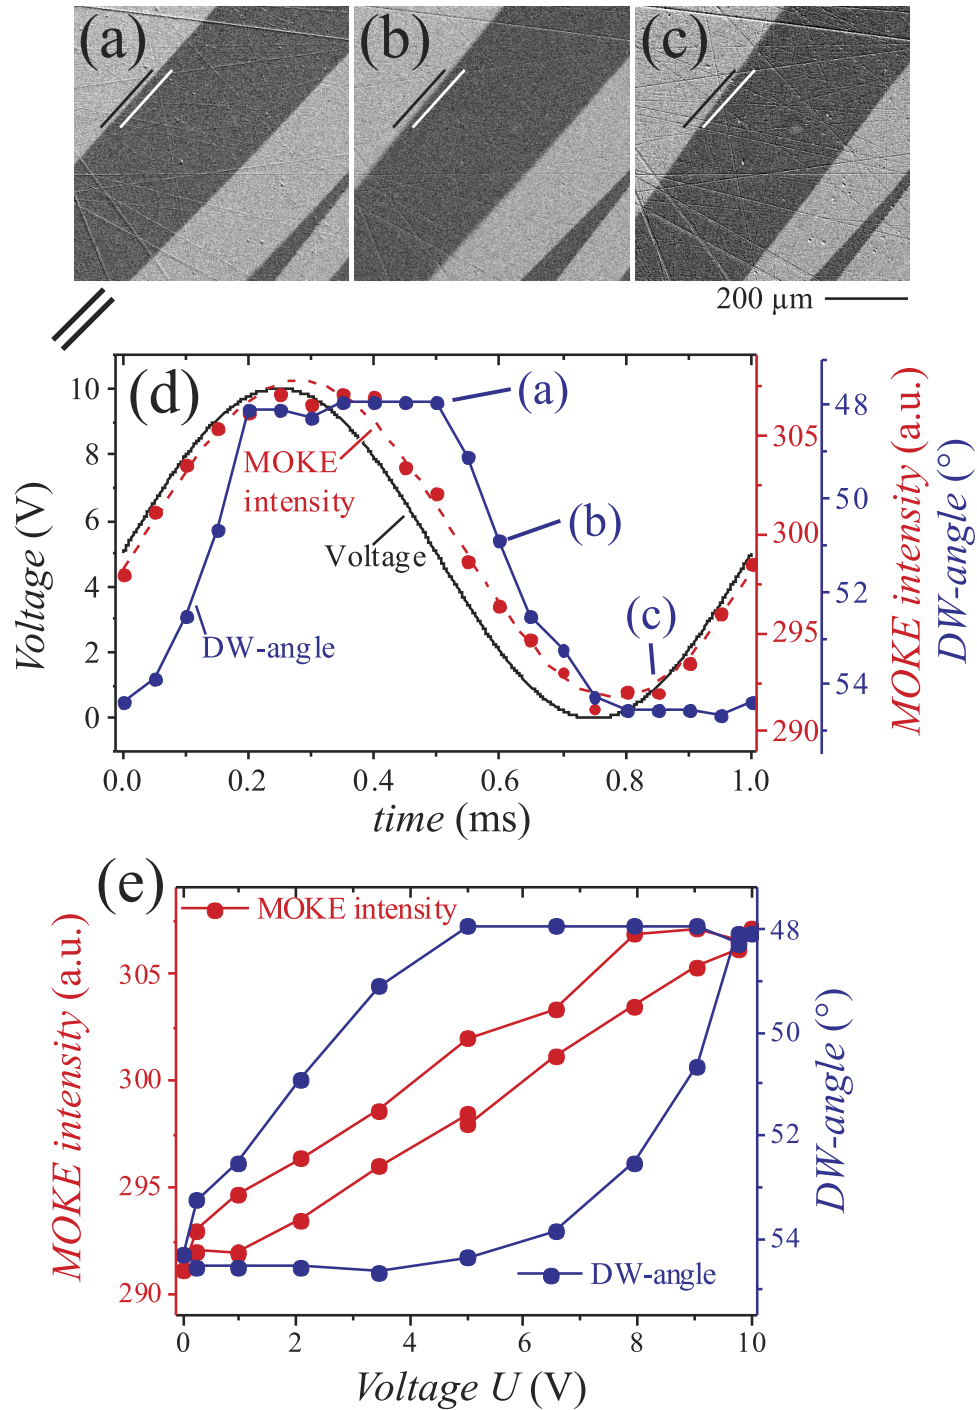 (a) (b) (c)
200 µm
(d)
(a)
(b)
(c)
MOKE
intensity
Voltage
DW-angle
Voltage (V)
10
8
6
4
2
0
0.0 0.2 0.4 0.6 0.8 1.0
time (ms)
305
300
295
290
MOKE intensity (a.u.)
48
50
52
54
DW-angle (°)
(e)
MOKE intensity
DW-angle
MOKE intensity (a.u.)
305
300
295
290
0 2 4 6 8 10
Voltage U (V)
48
50
52
54
DW-angle (°)